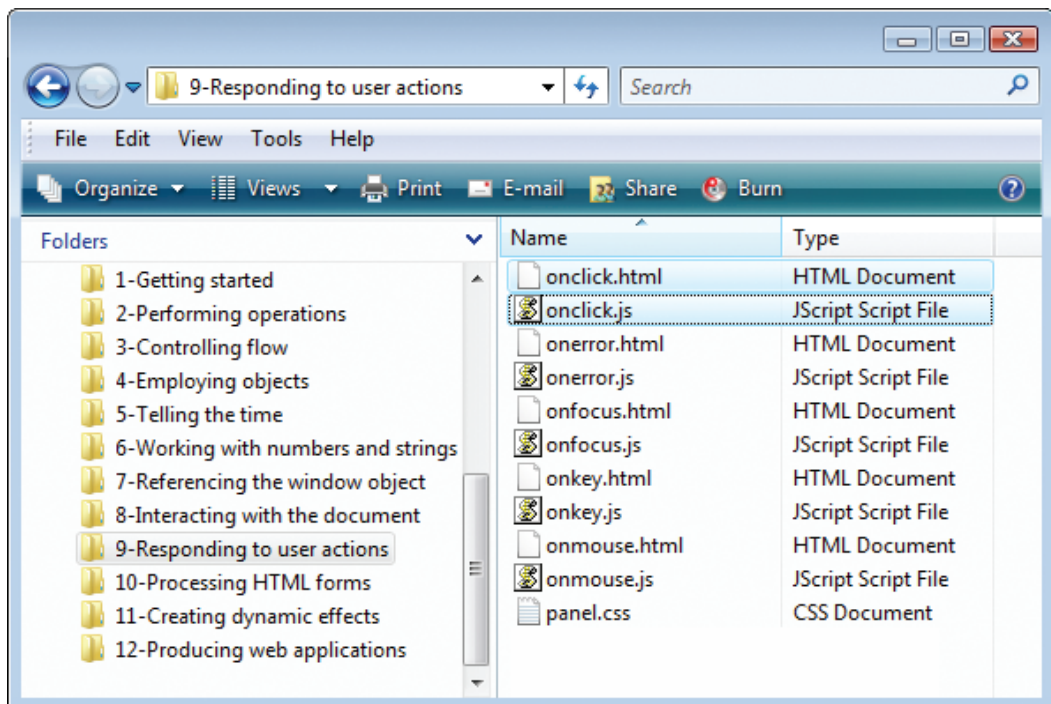 9-Responding to user actions
Search
File Edit View Tools Help
Organize Views Print E-mail Share Burn
Folders
1-Getting started
2-Performing operations
3-Controlling flow
4-Employing objects
5-Telling the time
6-Working with numbers and strings
7-Referencing the window object
8-Interacting with the document
9-Responding to user actions
10-Processing HTML forms
11-Creating dynamic effects
12-Producing web applications
Name Type
onclick.html HTML Document
onclick.js JScript Script File
onerror.html HTML Document
onerror.js JScript Script File
onfocus.html HTML Document
onfocus.js JScript Script File
onkey.html HTML Document
onkey.js JScript Script File
onmouse.html HTML Document
onmouse.js JScript Script File
panel.css CSS Document